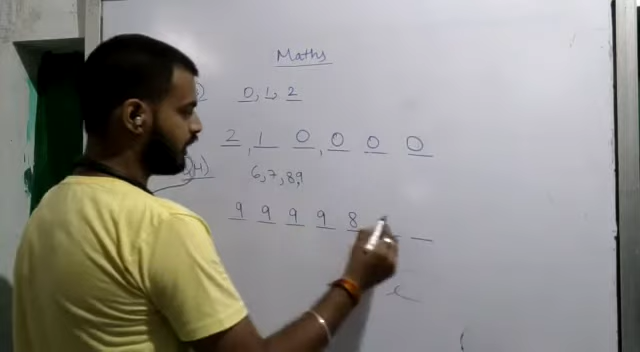 Maths
0, 1, 2
2, 1 0 0, 0 0
6, 7, 8, 9
9 9 9 9 8